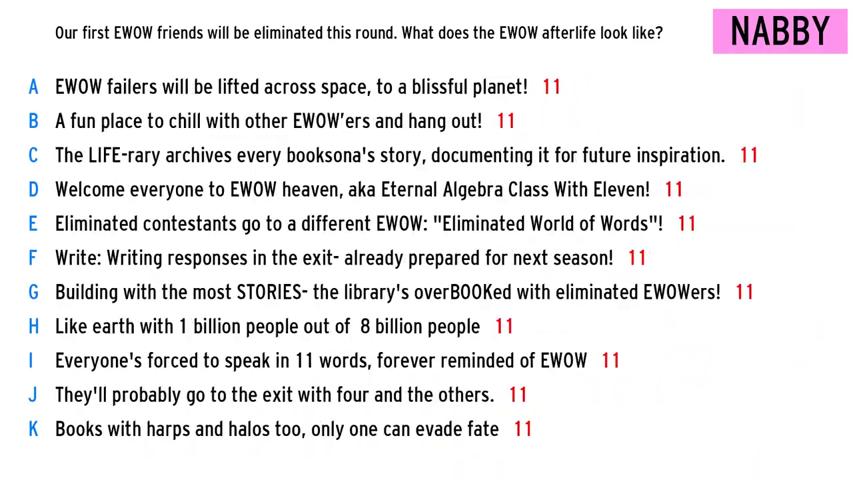 Our first EWOW friends will be eliminated this round. What does the EWOW afterlife look like?
NABBY
A EWOW failers will be lifted across space, to a blissful planet! 11
B A fun place to chill with other EWOW'ers and hang out! 11
C The LIFE-rary archives every booksona's story, documenting it for future inspiration. 11
D Welcome everyone to EWOW heaven, aka Eternal Algebra Class With Eleven! 11
E Eliminated contestants go to a different EWOW: "Eliminated World of Words"! 11
F Write: Writing responses in the exit- already prepared for next season! 11
G Building with the most STORIES- the library's overBOOKed with eliminated EWOWers! 11
H Like earth with 1 billion people out of 8 billion people 11
I Everyone's forced to speak in 11 words, forever reminded of EWOW 11
J They'll probably go to the exit with four and the others. 11
K Books with harps and halos too, only one can evade fate 11